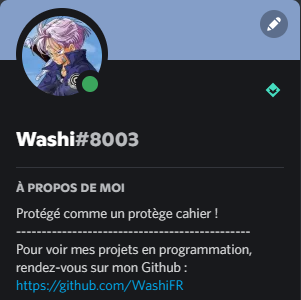 Washi#8003
À PROPOS DE MOI
Protégé comme un protège cahier !
----------------------------------------------
Pour voir mes projets en programmation,
rendez-vous sur mon Github :
https://github.com/WashiFR